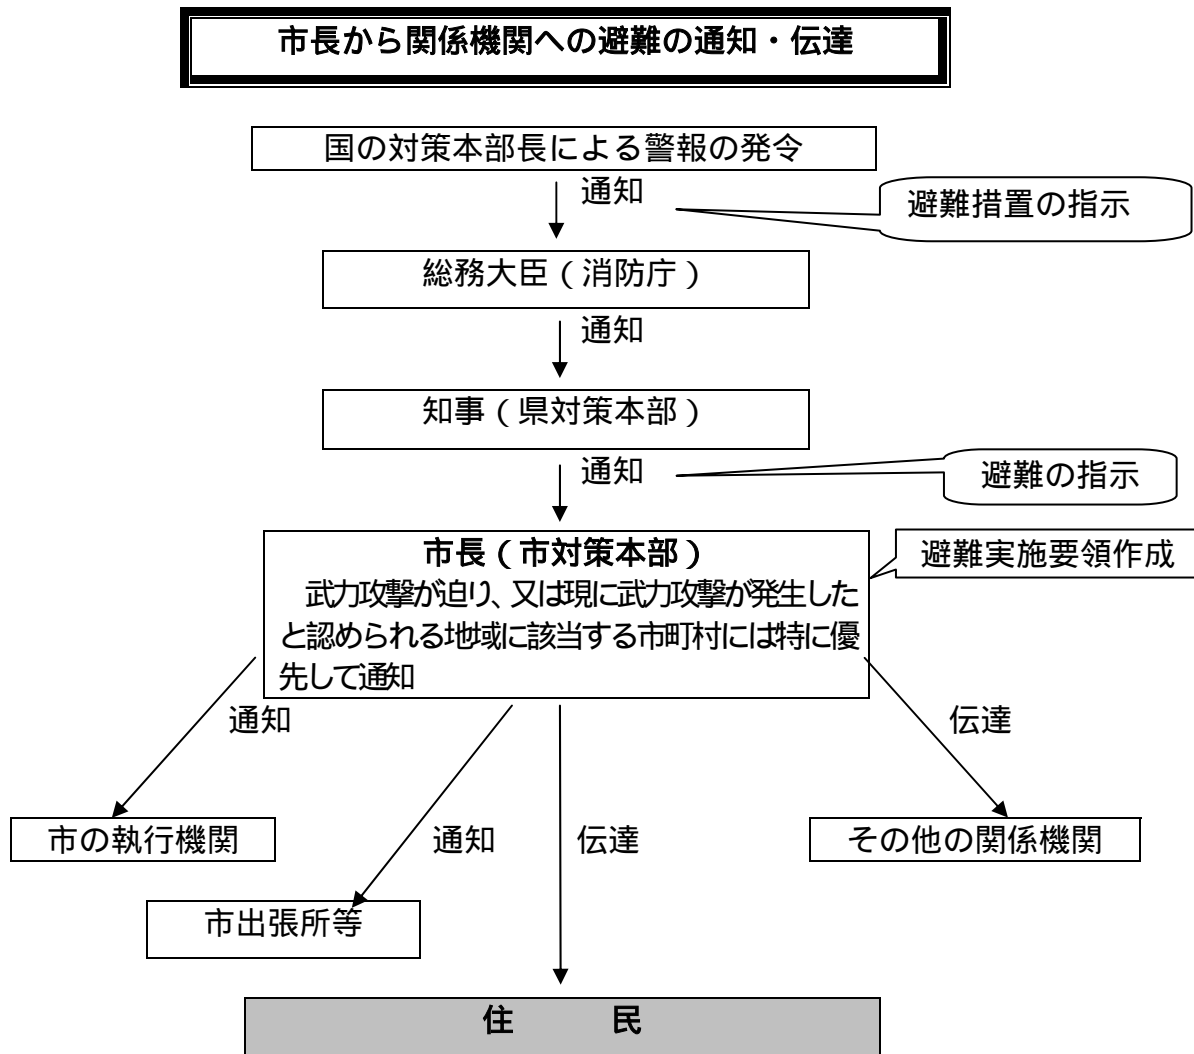 市長から関係機関への避難の通知・伝達
国の対策本部長による警報の発令
通知
避難措置の指示
総務大臣（消防庁）
通知
知事（県対策本部）
通知
避難の指示
市長（市対策本部）
避難実施要領作成
武力攻撃が迫り、又は現に武力攻撃が発生した
と認められる地域に該当する市町村には特に優
先して通知
通知
伝達
市の執行機関
通知
伝達
その他の関係機関
市出張所等
住　　　民